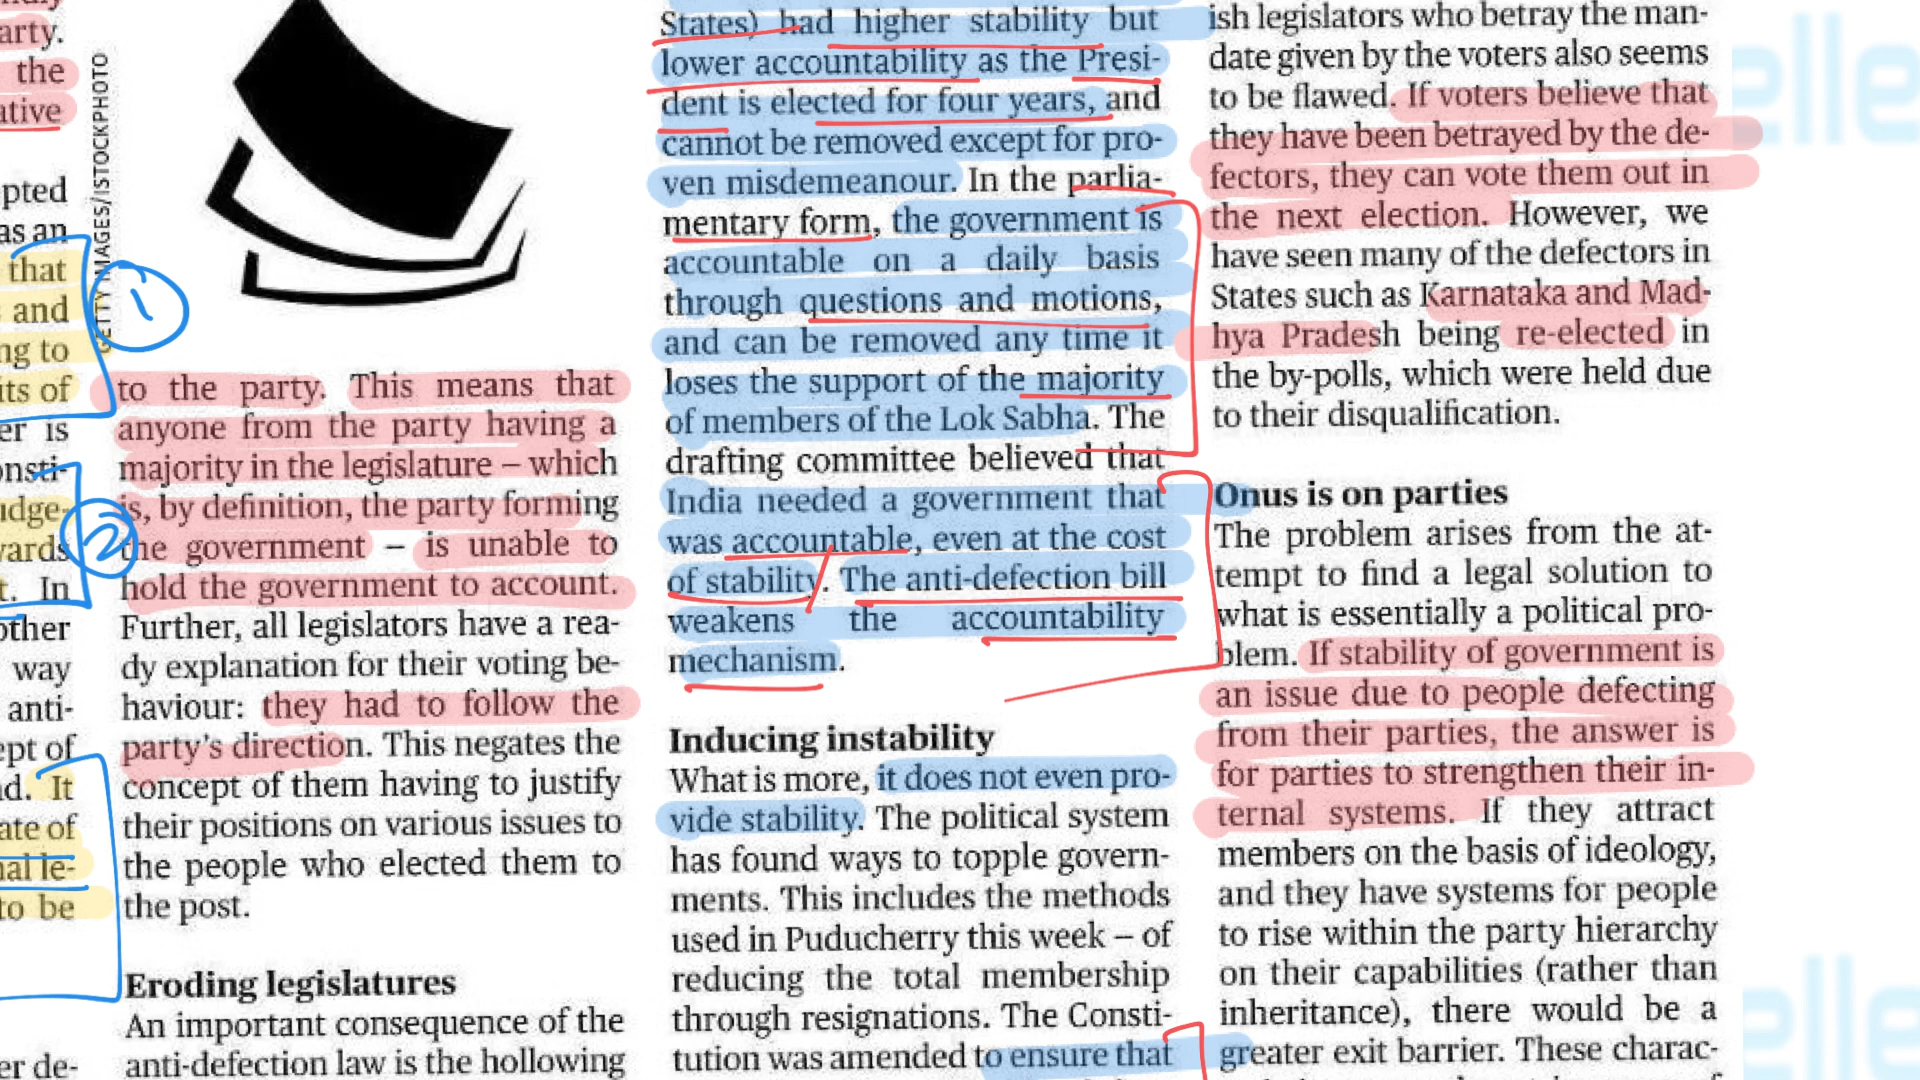 arty.
the
ative
pted
as an
that
and
ng to
its of
er is
onsti-
udge-
vards
t. In
other
way
anti-
ept of
d. It
ate of
nal le-
to be
er de-
GETTY IMAGES/ISTOCKPHOTO
1
2
to the party. This means that
anyone from the party having a
majority in the legislature – which
is, by definition, the party forming
the government – is unable to
hold the government to account.
Further, all legislators have a rea-
dy explanation for their voting be-
haviour: they had to follow the
party's direction. This negates the
concept of them having to justify
their positions on various issues to
the people who elected them to
the post.
Eroding legislatures
An important consequence of the
anti-defection law is the hollowing
States) had higher stability but
lower accountability as the Presi-
dent is elected for four years, and
cannot be removed except for pro-
ven misdemeanour. In the parlia-
mentary form, the government is
accountable on a daily basis
through questions and motions,
and can be removed any time it
loses the support of the majority
of members of the Lok Sabha. The
drafting committee believed that
India needed a government that
was accountable, even at the cost
of stability. The anti-defection bill
weakens the accountability
mechanism.
Inducing instability
What is more, it does not even pro-
vide stability. The political system
has found ways to topple govern-
ments. This includes the methods
used in Puducherry this week – of
reducing the total membership
through resignations. The Consti-
tution was amended to ensure that
ish legislators who betray the man-
date given by the voters also seems
to be flawed. If voters believe that
they have been betrayed by the de-
fectors, they can vote them out in
the next election. However, we
have seen many of the defectors in
States such as Karnataka and Mad-
hya Pradesh being re-elected in
the by-polls, which were held due
to their disqualification.
Onus is on parties
The problem arises from the at-
tempt to find a legal solution to
what is essentially a political pro-
blem. If stability of government is
an issue due to people defecting
from their parties, the answer is
for parties to strengthen their in-
ternal systems. If they attract
members on the basis of ideology,
and they have systems for people
to rise within the party hierarchy
on their capabilities (rather than
inheritance), there would be a
greater exit barrier. These charac-
elle
elle